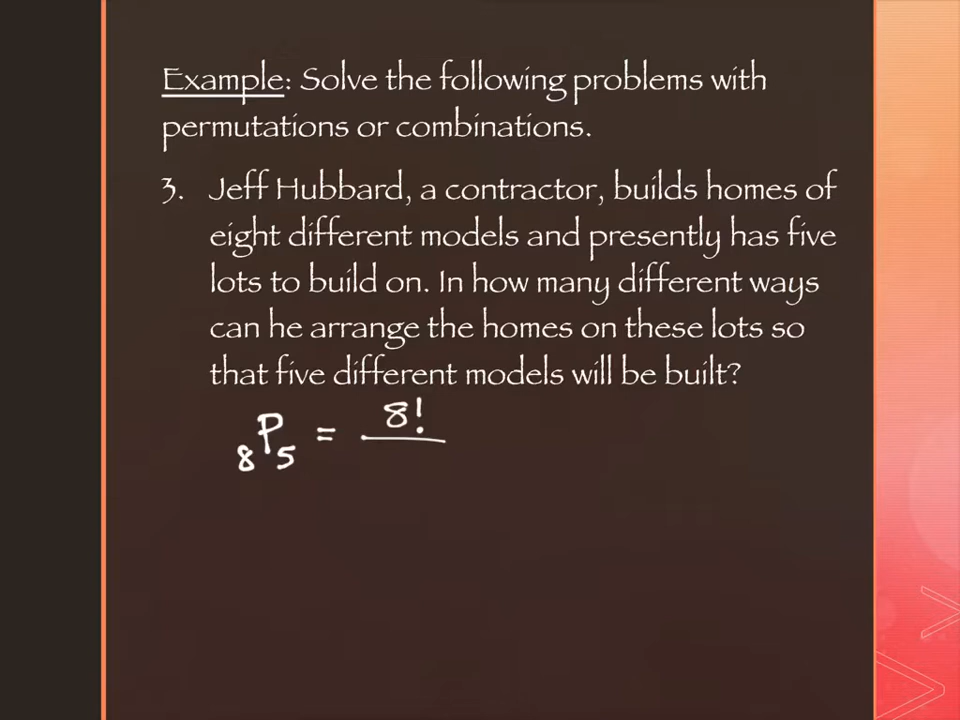 Example: Solve the following problems with
permutations or combinations.
3. Jeff Hubbard, a contractor, builds homes of
eight different models and presently has five
lots to build on. In how many different ways
can he arrange the homes on these lots so
that five different models will be built?
8P5 = 8!